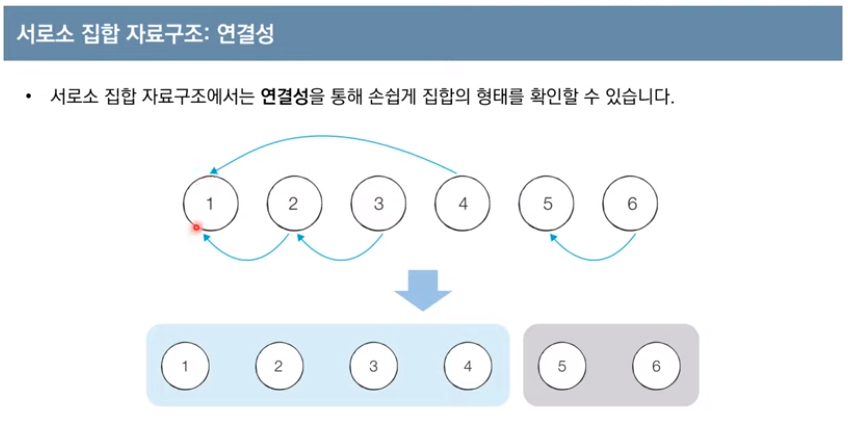 서로소 집합 자료구조: 연결성
• 서로소 집합 자료구조에서는 연결성을 통해 손쉽게 집합의 형태를 확인할 수 있습니다.
1 2 3 4 5 6
1 2 3 4 5 6